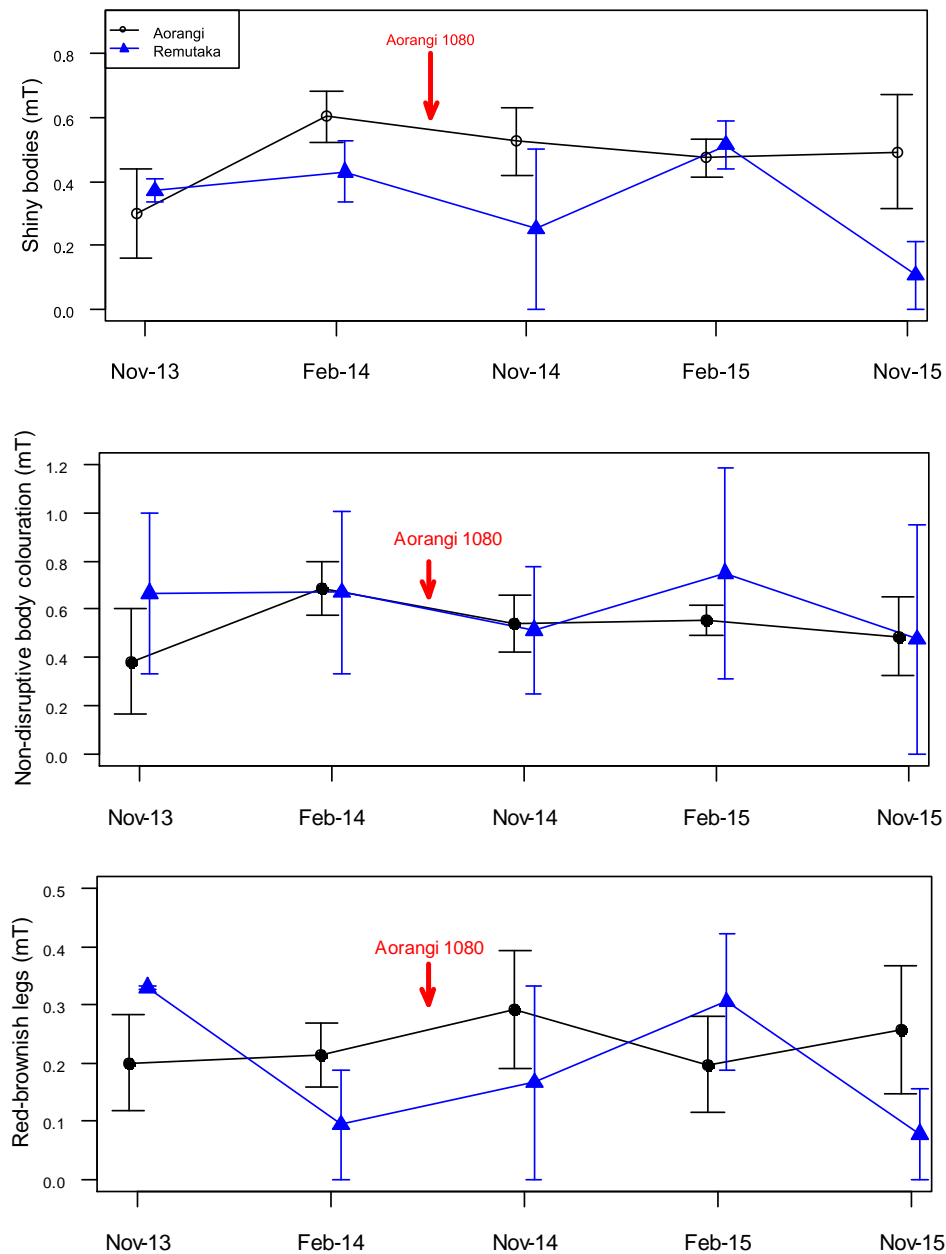 Aorangi
Remutaka
Aorangi 1080
Shiny bodies (mT)
0.8
0.6
0.4
0.2
0.0
Nov-13 Feb-14 Nov-14 Feb-15 Nov-15
Non-disruptive body colouration (mT)
1.2
1.0
0.8
0.6
0.4
0.2
0.0
Aorangi 1080
Nov-13 Feb-14 Nov-14 Feb-15 Nov-15
Red-brownish legs (mT)
0.5
0.4
0.3
0.2
0.1
0.0
Aorangi 1080
Nov-13 Feb-14 Nov-14 Feb-15 Nov-15